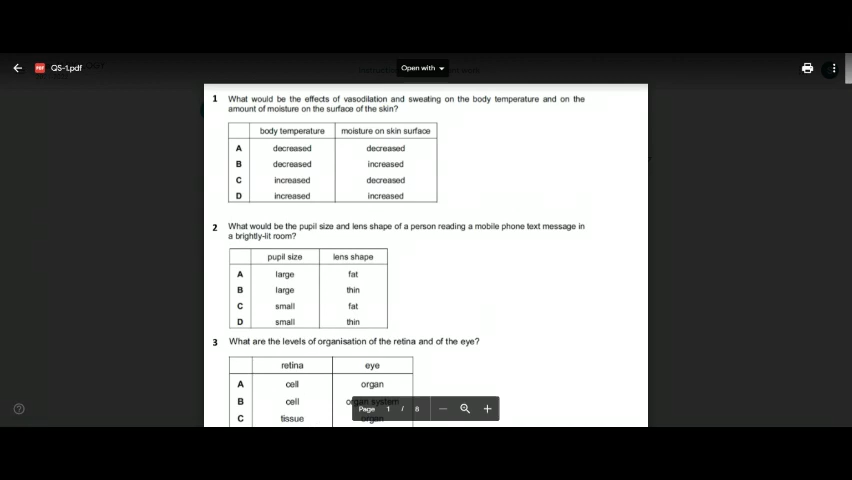 QS-1.pdf
Open with
1 What would be the effects of vasodilation and sweating on the body temperature and on the
amount of moisture on the surface of the skin?
body temperature moisture on skin surface
A decreased decreased
B decreased increased
C increased decreased
D increased increased
2 What would be the pupil size and lens shape of a person reading a mobile phone text message in
a brightly-lit room?
pupil size lens shape
A large fat
B large thin
C small fat
D small thin
3 What are the levels of organisation of the retina and of the eye?
retina eye
A cell organ
B cell organ system
C tissue organ
Page 1 / 8